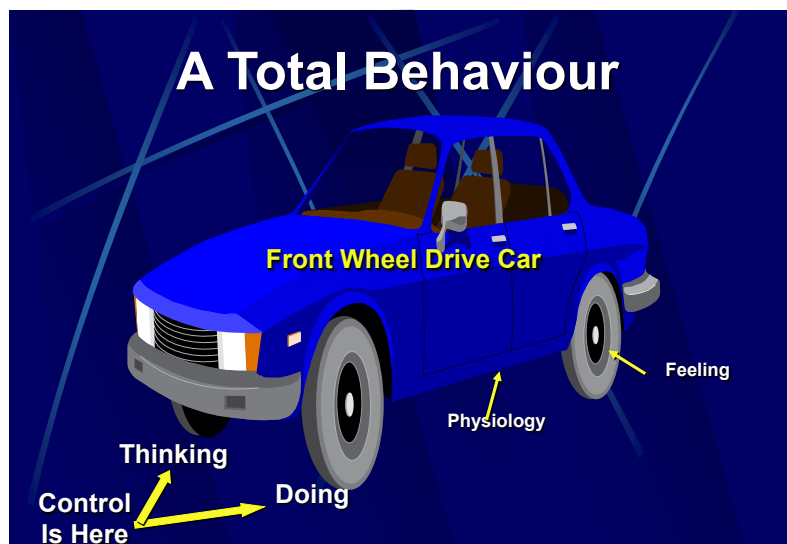 A Total Behaviour
Front Wheel Drive Car
Feeling
Physiology
Thinking
Doing
Control
Is Here